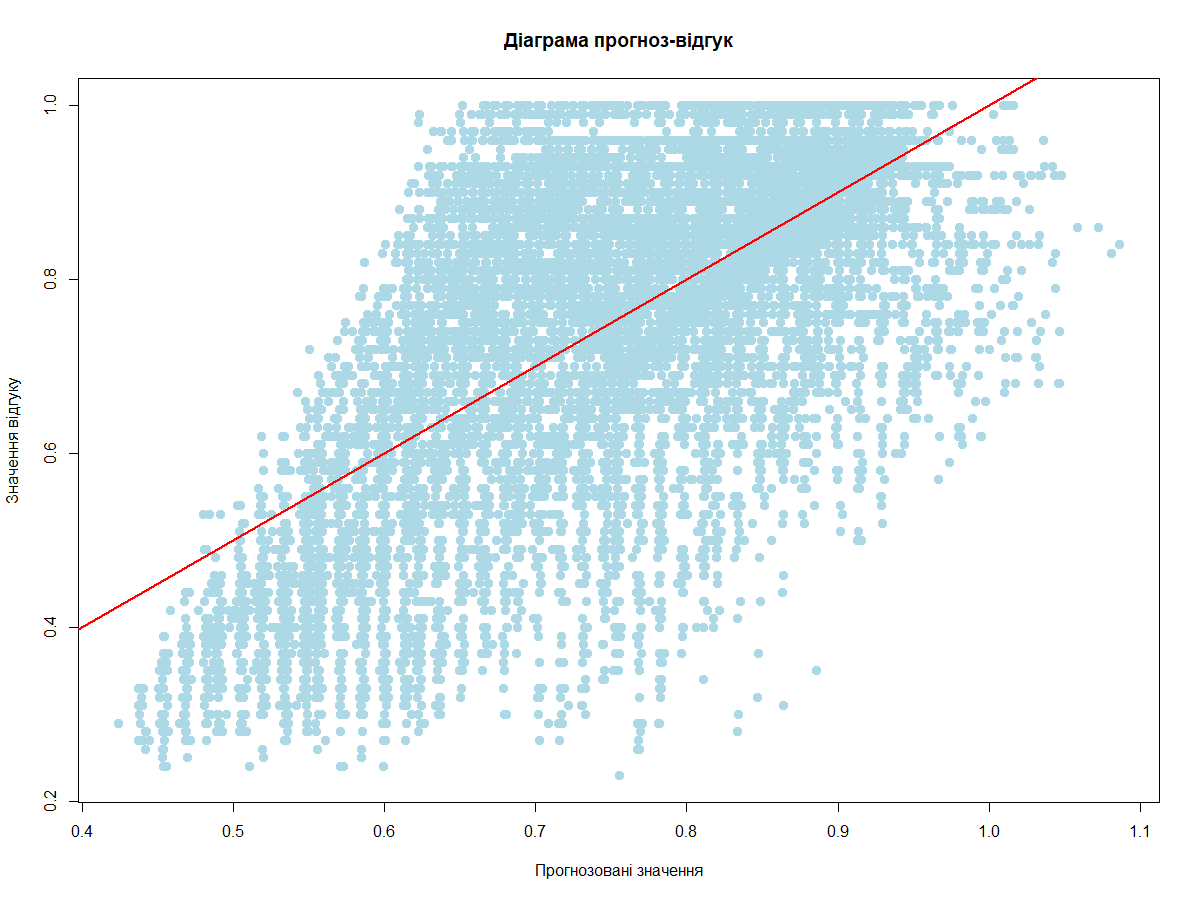 Діаграма прогноз-відгук
Значення відгуку
1.0
0.8
0.6
0.4
0.2
0.4 0.5 0.6 0.7 0.8 0.9 1.0 1.1
Прогнозовані значення